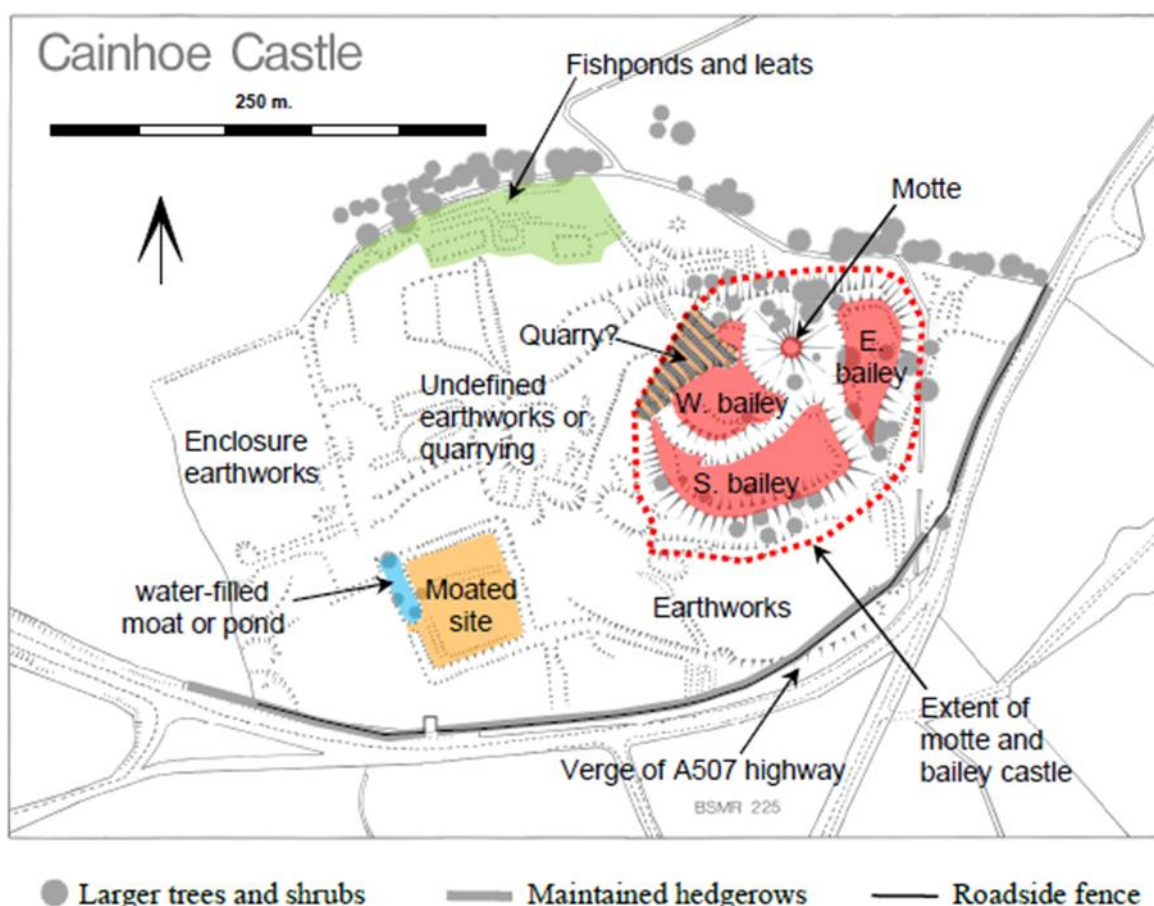 Cainhoe Castle
250 m.
Fishponds and leats
Motte
Quarry?
E.
bailey
Undefined
earthworks or
quarrying
W. bailey
Enclosure
earthworks
S. bailey
water-filled
moat or pond
Moated
site
Earthworks
Extent of
motte and
bailey castle
Verge of A507 highway
BSMR 225
Larger trees and shrubs
Maintained hedgerows
Roadside fence